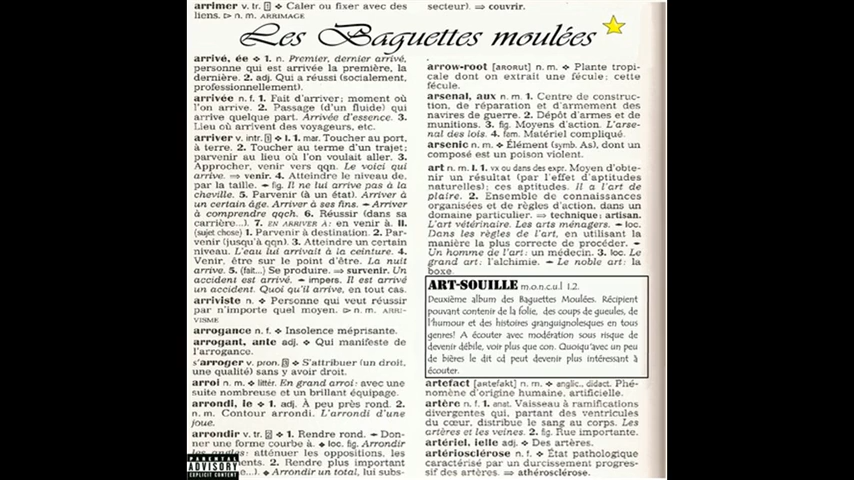 arrimer v. tr. 1 ❖ Caler ou fixer avec des
liens. ▷ n. m. ARRIMAGE
secteur). ⇒ couvrir.
Les Baguettes moulées
arrivé, ée ❖ 1. n. Premier, dernier arrivé,
personne qui est arrivée la première, la
dernière. 2. adj. Qui a réussi (socialement,
professionnellement).
arrivée n. f. 1. Fait d'arriver; moment où
l'on arrive. 2. Passage (d'un fluide) qui
arrive quelque part. Arrivée d'essence. 3.
Lieu où arrivent des voyageurs, etc.
arriver v. intr. 1 ❖ I. 1. mar. Toucher au port,
à terre. 2. Toucher au terme d'un trajet;
parvenir au lieu où l'on voulait aller. 3.
Approcher, venir vers qqn. Le voici qui
arrive. ⇒ venir. 4. Atteindre le niveau de,
par la taille. ➛ fig. Il ne lui arrive pas à la
cheville. 5. Parvenir (à un état). Arriver à
un certain âge. Arriver à ses fins. ➛ Arriver
à comprendre qqch. 6. Réussir (dans sa
carrière...). 7. EN ARRIVER À: en venir à. II.
(sujet chose) 1. Parvenir à destination. 2. Par-
venir (jusqu'à qqn). 3. Atteindre un certain
niveau. L'eau lui arrivait à la ceinture. 4.
Venir, être sur le point d'être. La nuit
arrive. 5. (fait...) Se produire. ⇒ survenir. Un
accident est arrivé. ➛ impers. Il est arrivé
un accident. Quoi qu'il arrive, en tout cas.
arriviste n. ❖ Personne qui veut réussir
par n'importe quel moyen. ▷ n. m. ARRI-
VISME
arrogance n. f. ❖ Insolence méprisante.
arrogant, ante adj. ❖ Qui manifeste de
l'arrogance.
s'arroger v. pron. 3 ❖ S'attribuer (un droit,
une qualité) sans y avoir droit.
arroi n. m. ❖ littér. En grand arroi: avec une
suite nombreuse et un brillant équipage.
arrondi, ie ❖ 1. adj. À peu près rond. 2.
n. m. Contour arrondi. L'arrondi d'une
joue.
arrondir v. tr. 2 ❖ 1. Rendre rond. ➛ Don-
ner une forme courbe à. ◆ loc. fig. Arrondir
les angles: atténuer les oppositions, les
ments. 2. Rendre plus important
e...). ◆ Arrondir un total, lui subs-
PARENTAL
ADVISORY
EXPLICIT CONTENT
arrow-root [aʀoʀut] n. m. ❖ Plante tropi-
cale dont on extrait une fécule; cette
fécule.
arsenal, aux n. m. 1. Centre de construc-
tion, de réparation et d'armement des
navires de guerre. 2. Dépôt d'armes et de
munitions. 3. fig. Moyens d'action. L'arse-
nal des lois. 4. fam. Matériel compliqué.
arsenic n. m. ❖ Élément (symb. As), dont un
composé est un poison violent.
art n. m. I. 1. vx ou dans des expr. Moyen d'obte-
nir un résultat (par l'effet d'aptitudes
naturelles); ces aptitudes. Il a l'art de
plaire. 2. Ensemble de connaissances
organisées et de règles d'action, dans un
domaine particulier. ⇒ technique; artisan.
L'art vétérinaire. Les arts ménagers. ➛ loc.
Dans les règles de l'art, en utilisant la
manière la plus correcte de procéder. ➛
Un homme de l'art: un médecin. 3. loc. Le
grand art: l'alchimie. ➛ Le noble art: la
boxe
ART-SOUILLE m.o.n.c.u.l 1.2.
Deuxième album des Baguettes Moulées. Récipient
pouvant contenir de la folie, des coups de gueules, de
l'humour et des histoires granguignolesques en tous
genres! A écouter avec modération sous risque de
devenir débile, voir plus que con. Quoiqu'avec un peu
de bières le dit cd peut devenir plus intéressant à
écouter.
artefact [aʀtefakt] n. m. ❖ anglic., didact. Phé-
nomène d'origine humaine, artificielle.
artère n. f. 1. anat. Vaisseau à ramifications
divergentes qui, partant des ventricules
du cœur, distribue le sang au corps. Les
artères et les veines. 2. fig. Rue importante.
artériel, ielle adj. ❖ Des artères.
artériosclérose n. f. ❖ État pathologique
caractérisé par un durcissement progres-
sif des artères. ⇒ athérosclérose.